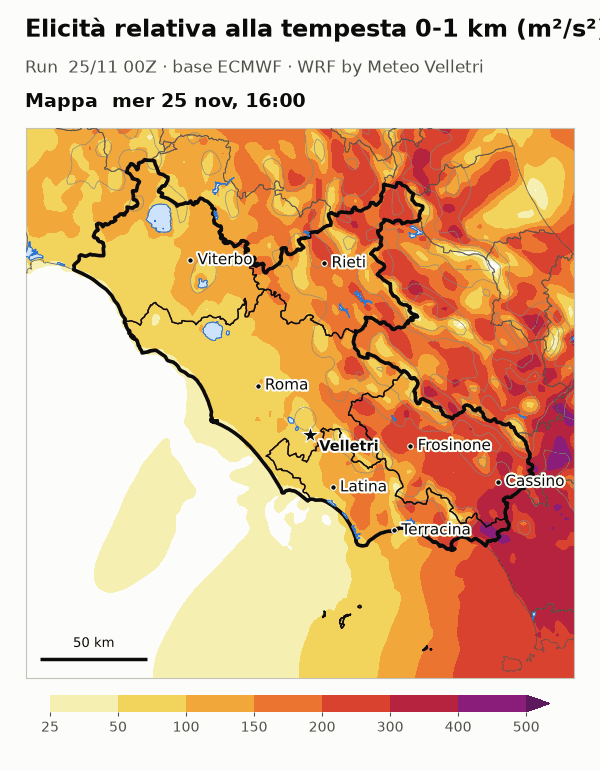 Elicità relativa alla tempesta 0-1 km (m²/s²)
Run 25/11 00Z · base ECMWF · WRF by Meteo Velletri
Mappa mer 25 nov, 16:00
Viterbo
Rieti
Roma
Velletri
Frosinone
Cassino
Latina
Terracina
50 km
25 50 100 150 200 300 400 500